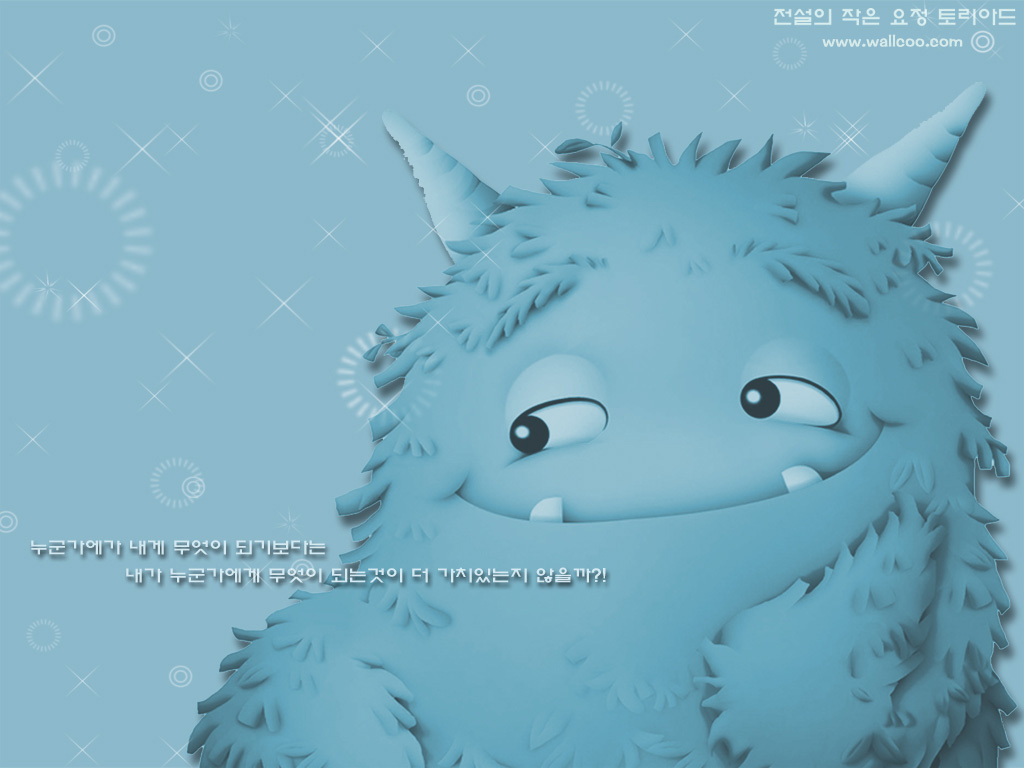 전설의 작은 요정 토리아드
www.wallcoo.com
누군가에가 내게 무엇이 되기보다는
내가 누군가에게 무엇이 되는것이 더 가치있는지 않을까?!